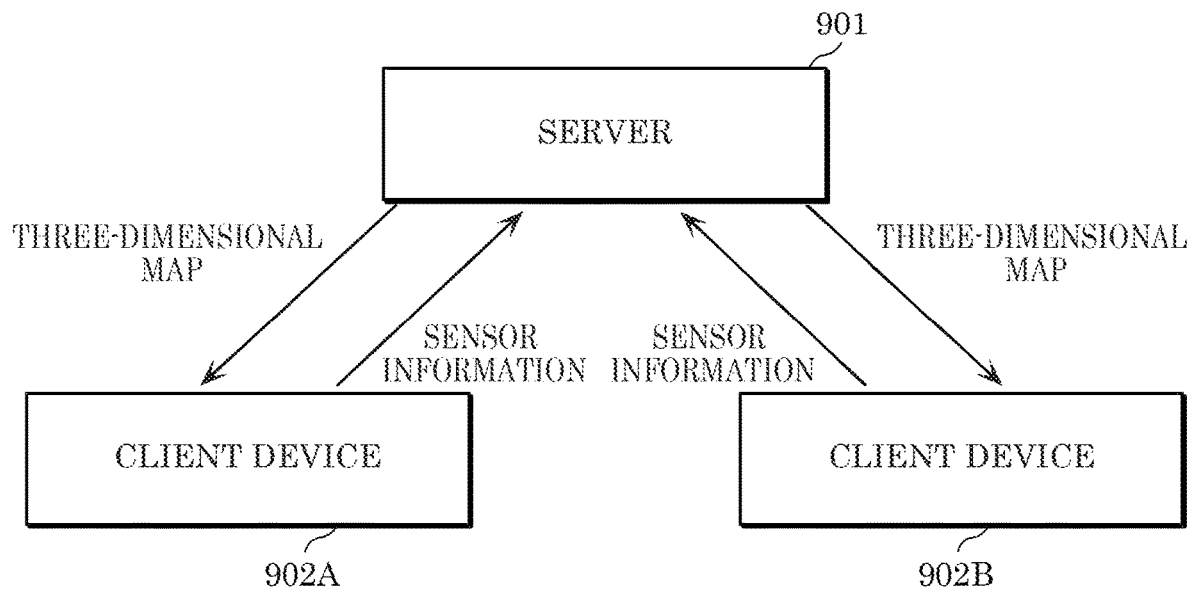 901
SERVER
THREE-DIMENSIONAL
MAP
THREE-DIMENSIONAL
MAP
SENSOR
INFORMATION
SENSOR
INFORMATION
CLIENT DEVICE
CLIENT DEVICE
902A
902B